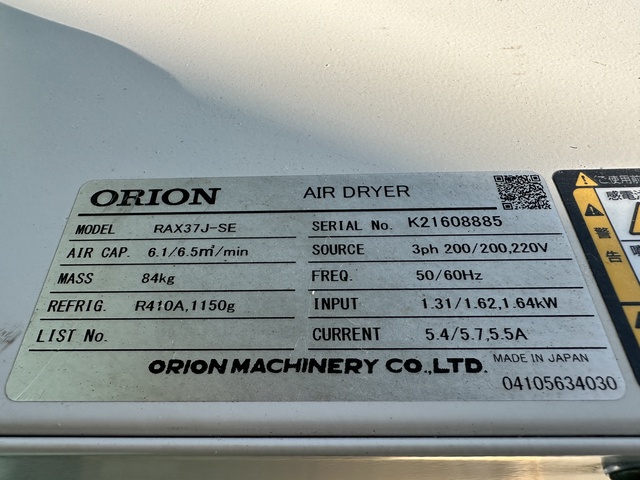 ORION AIR DRYER
MODEL RAX37J-SE
SERIAL No. K21608885
AIR CAP. 6.1/6.5㎥/min
SOURCE 3ph 200/200,220V
MASS 84kg
FREQ. 50/60Hz
REFRIG. R410A,1150g
INPUT 1.31/1.62,1.64kW
LIST No.
CURRENT 5.4/5.7,5.5A
ORION MACHINERY CO.,LTD.
MADE IN JAPAN
04105634030
ご使用前
警告
感電